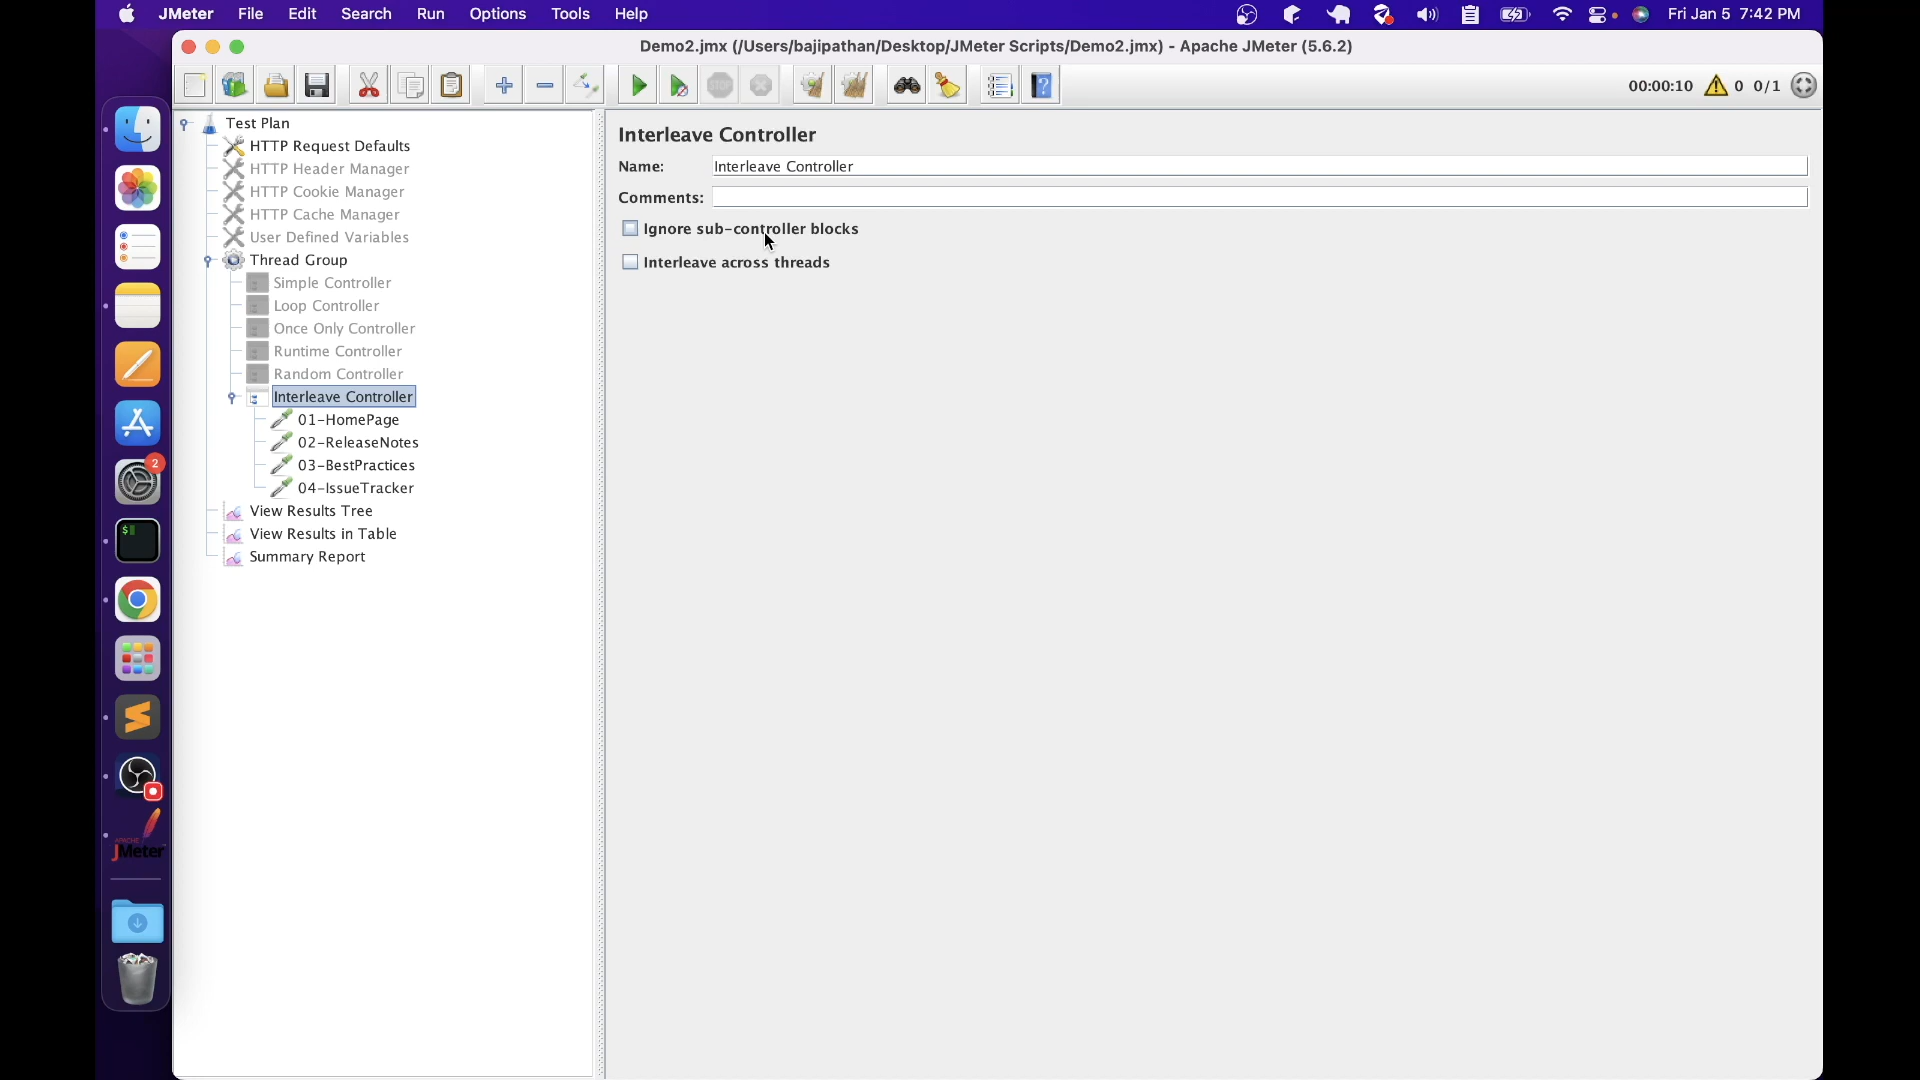 JMeter File Edit Search Run Options Tools Help Fri Jan 5 7:42 PM
Demo2.jmx (/Users/bajipathan/Desktop/JMeter Scripts/Demo2.jmx) - Apache JMeter (5.6.2)
STOP ? 00:00:10 0 0/1
Test Plan
HTTP Request Defaults
HTTP Header Manager
HTTP Cookie Manager
HTTP Cache Manager
User Defined Variables
Thread Group
Simple Controller
Loop Controller
Once Only Controller
Runtime Controller
Random Controller
Interleave Controller
01-HomePage
02-ReleaseNotes
03-BestPractices
04-IssueTracker
View Results Tree
View Results in Table
Summary Report
Interleave Controller
Name: Interleave Controller
Comments:
Ignore sub-controller blocks
Interleave across threads
2
$
APACHE
JMeter